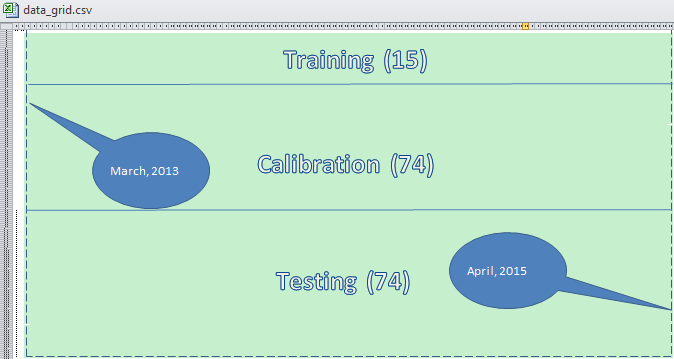 data_grid.csv
Training (15)
March, 2013
Calibration (74)
Testing (74)
April, 2015